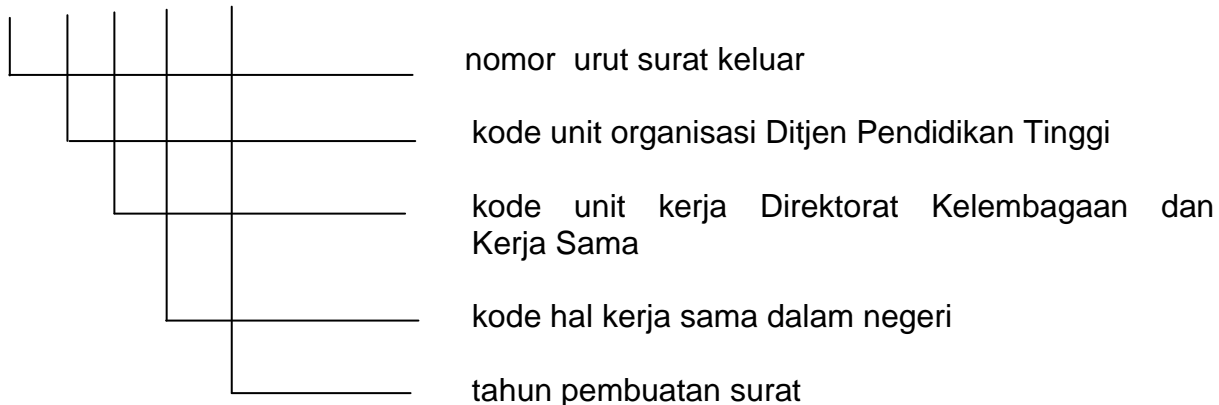 nomor urut surat keluar
kode unit organisasi Ditjen Pendidikan Tinggi
kode unit kerja Direktorat Kelembagaan dan
Kerja Sama
kode hal kerja sama dalam negeri
tahun pembuatan surat